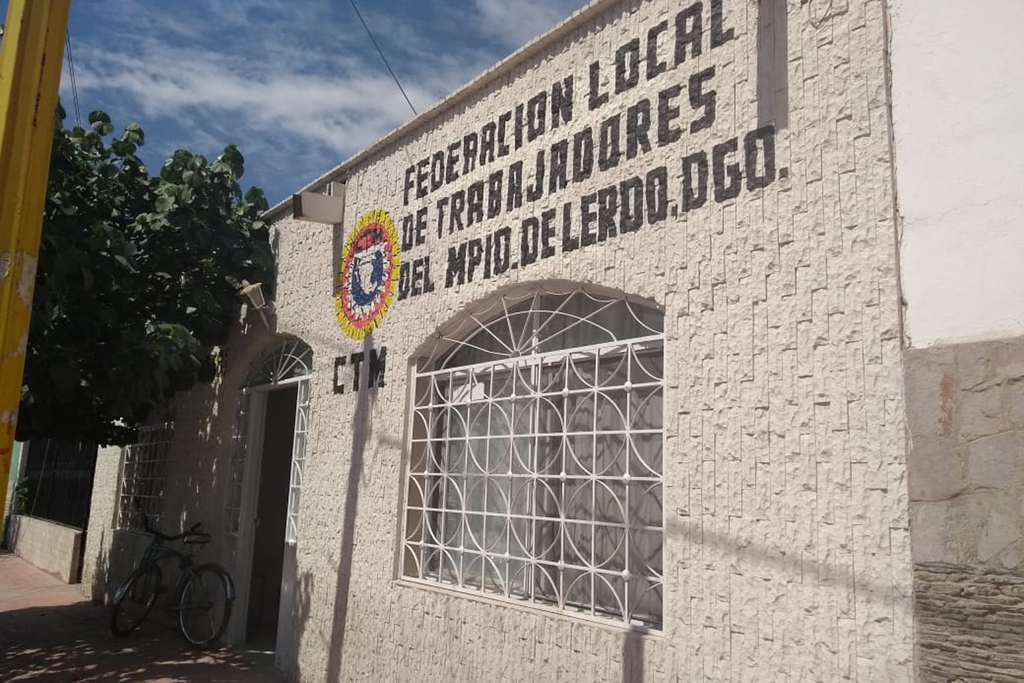 FEDERACION LOCAL
DE TRABAJADORES
DEL MPIO. DE LERDO, DGO.
CTM